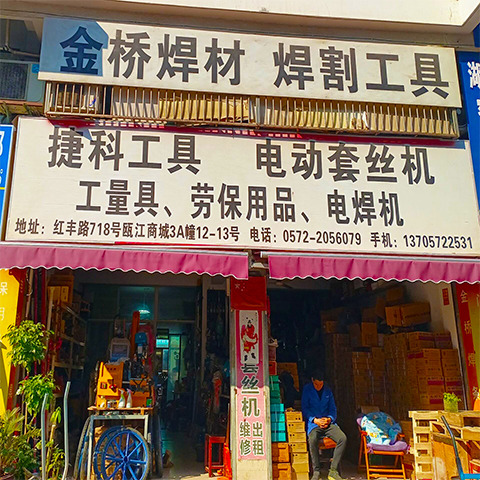 金桥焊材 焊割工具
捷科工具 电动套丝机
工量具、劳保用品、电焊机
地址：红丰路718号瓯江商城3A幢12-13号 电话：0572-2056079 手机：13705722531
套丝机
维修
出租
湖